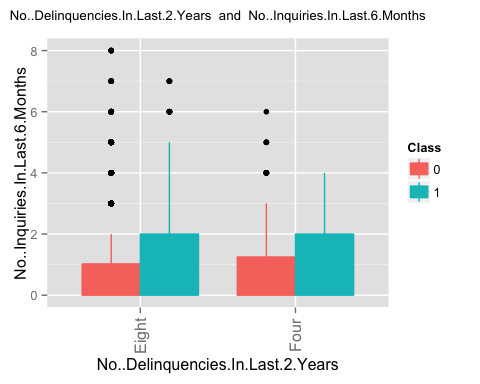 No..Delinquencies.In.Last.2.Years and No..Inquiries.In.Last.6.Months
8
6
4
2
0
No..Inquiries.In.Last.6.Months
Eight
Four
No..Delinquencies.In.Last.2.Years
Class
0
1